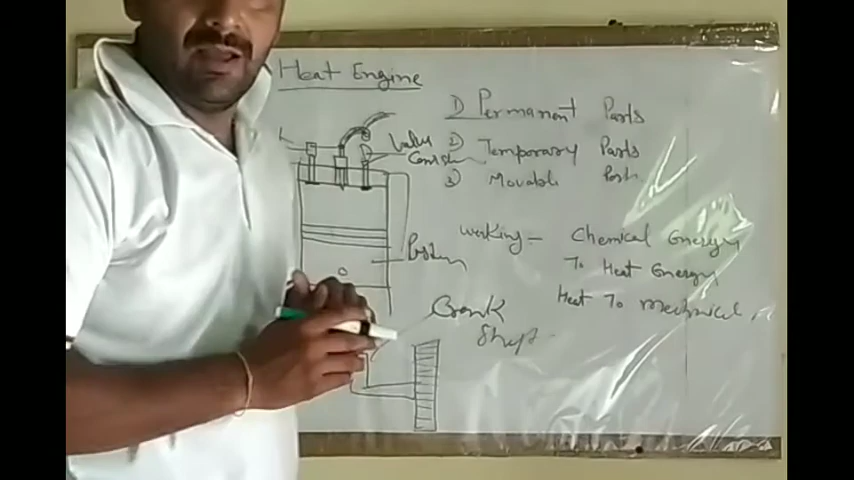 Heat Engine
1) Permanent Parts
2) Temporary Parts
3) Movable Parts
Valve
Piston
Working - Chemical Energy
To Heat Energy
Heat To Mechanical
Crank
Shaft